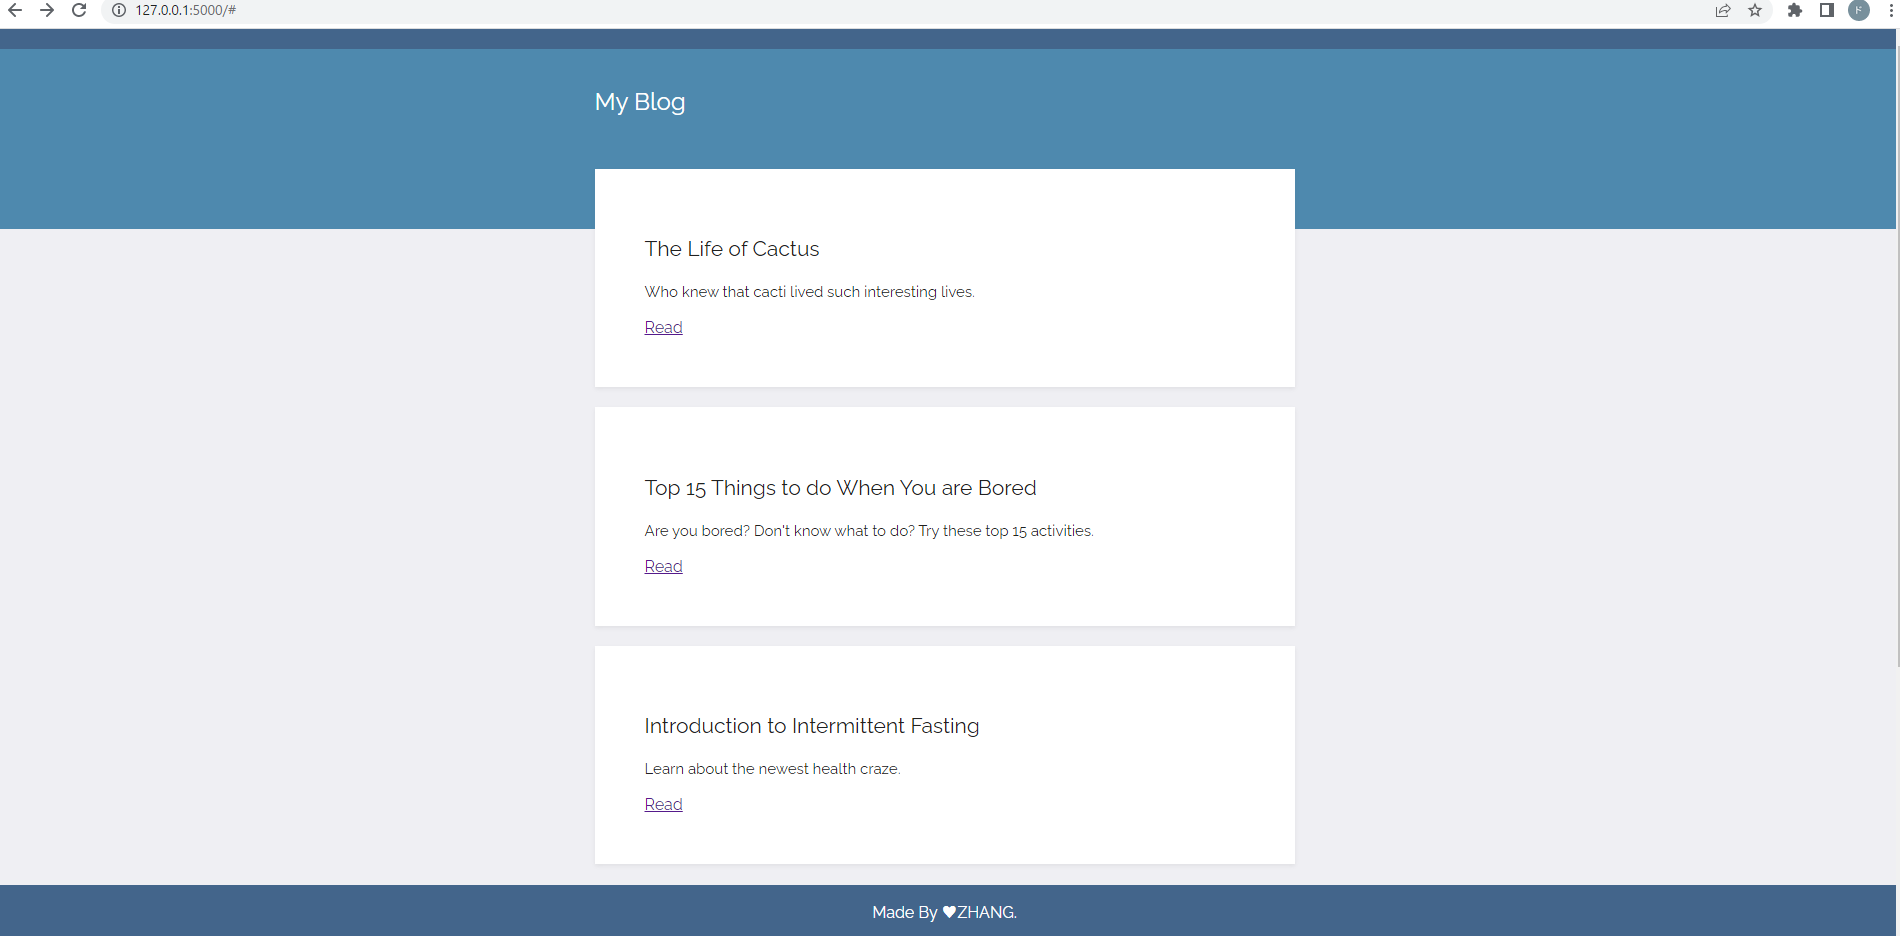 127.0.0.1:5000/#
My Blog
The Life of Cactus
Who knew that cacti lived such interesting lives.
Read
Top 15 Things to do When You are Bored
Are you bored? Don't know what to do? Try these top 15 activities.
Read
Introduction to Intermittent Fasting
Learn about the newest health craze.
Read
Made By ♥ZHANG.